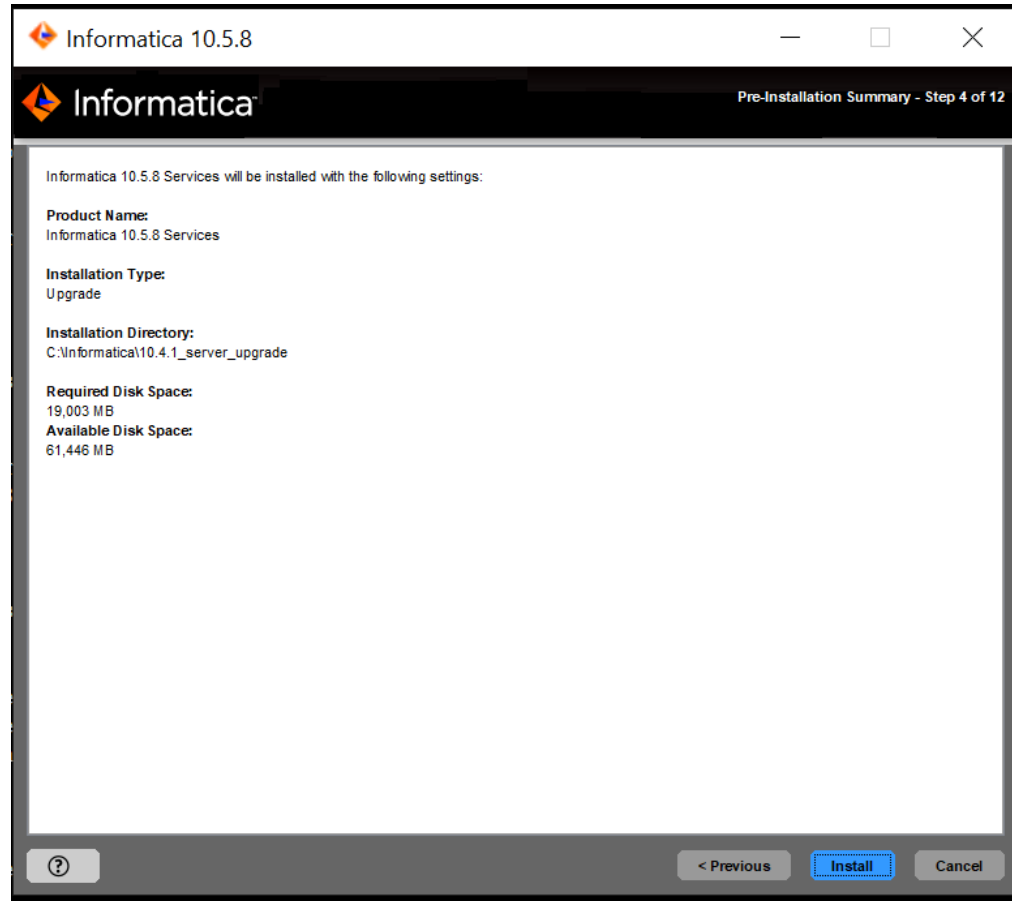 Informatica 10.5.8
Informatica
Pre-Installation Summary - Step 4 of 12
Informatica 10.5.8 Services will be installed with the following settings:
Product Name:
Informatica 10.5.8 Services
Installation Type:
Upgrade
Installation Directory:
C:\Informatica\10.4.1_server_upgrade
Required Disk Space:
19,003 MB
Available Disk Space:
61,446 MB
?
< Previous
Install
Cancel